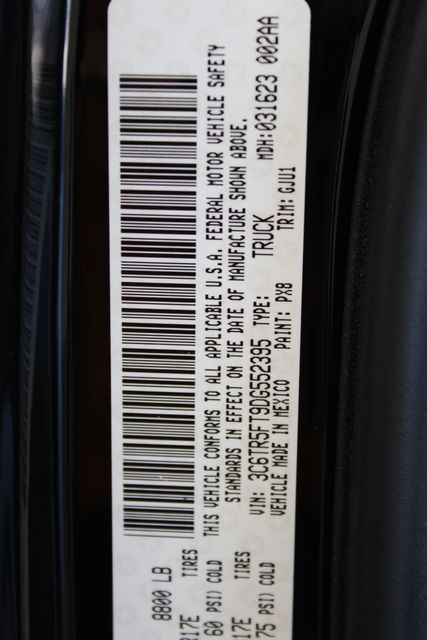 8800 LB
17E TIRES
60 PSI) COLD
17E TIRES
75 PSI) COLD
THIS VEHICLE CONFORMS TO ALL APPLICABLE U.S.A. FEDERAL MOTOR VEHICLE SAFETY
STANDARDS IN EFFECT ON THE DATE OF MANUFACTURE SHOWN ABOVE.
VIN: 3C6TR5FT9DG552395 TYPE: TRUCK MDH:031623 002AA
VEHICLE MADE IN MEXICO PAINT: PX8 TRIM: GJU1